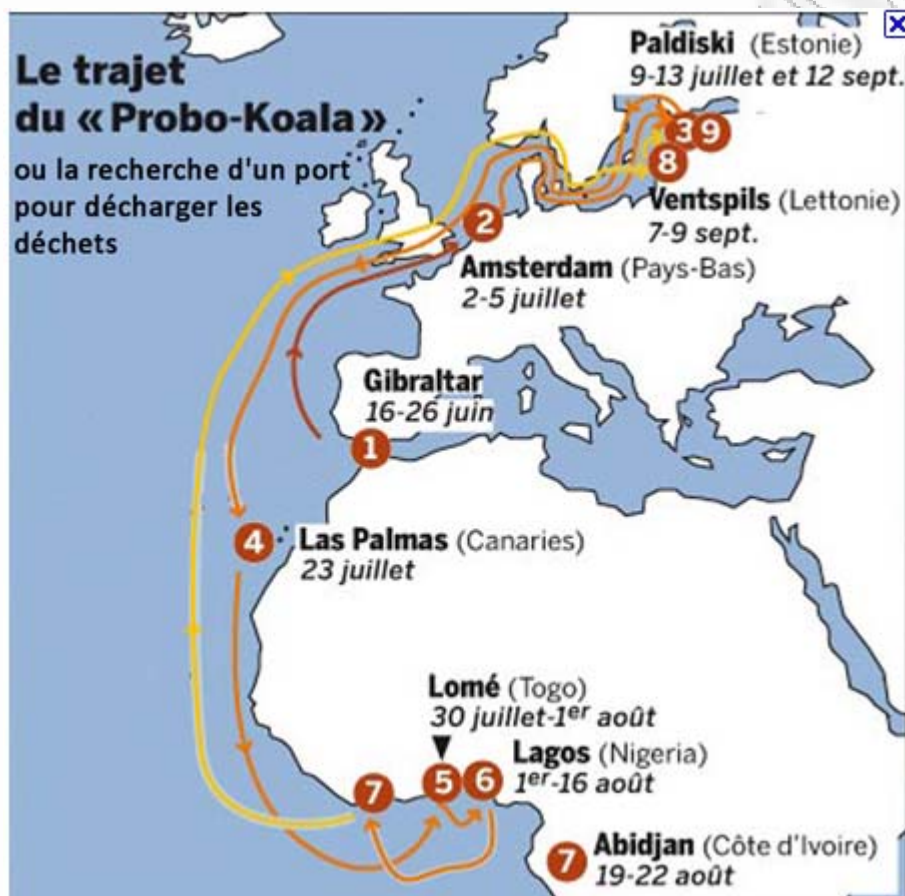 Le trajet
du « Probo-Koala »
ou la recherche d'un port
pour décharger les
déchets
Paldiski (Estonie)
9-13 juillet et 12 sept.
3 9
8
Ventspils (Lettonie)
7-9 sept.
2
Amsterdam (Pays-Bas)
2-5 juillet
Gibraltar
16-26 juin
1
4 Las Palmas (Canaries)
23 juillet
Lomé (Togo)
30 juillet-1er août
Lagos (Nigeria)
1er-16 août
7 5 6
7 Abidjan (Côte d'Ivoire)
19-22 août